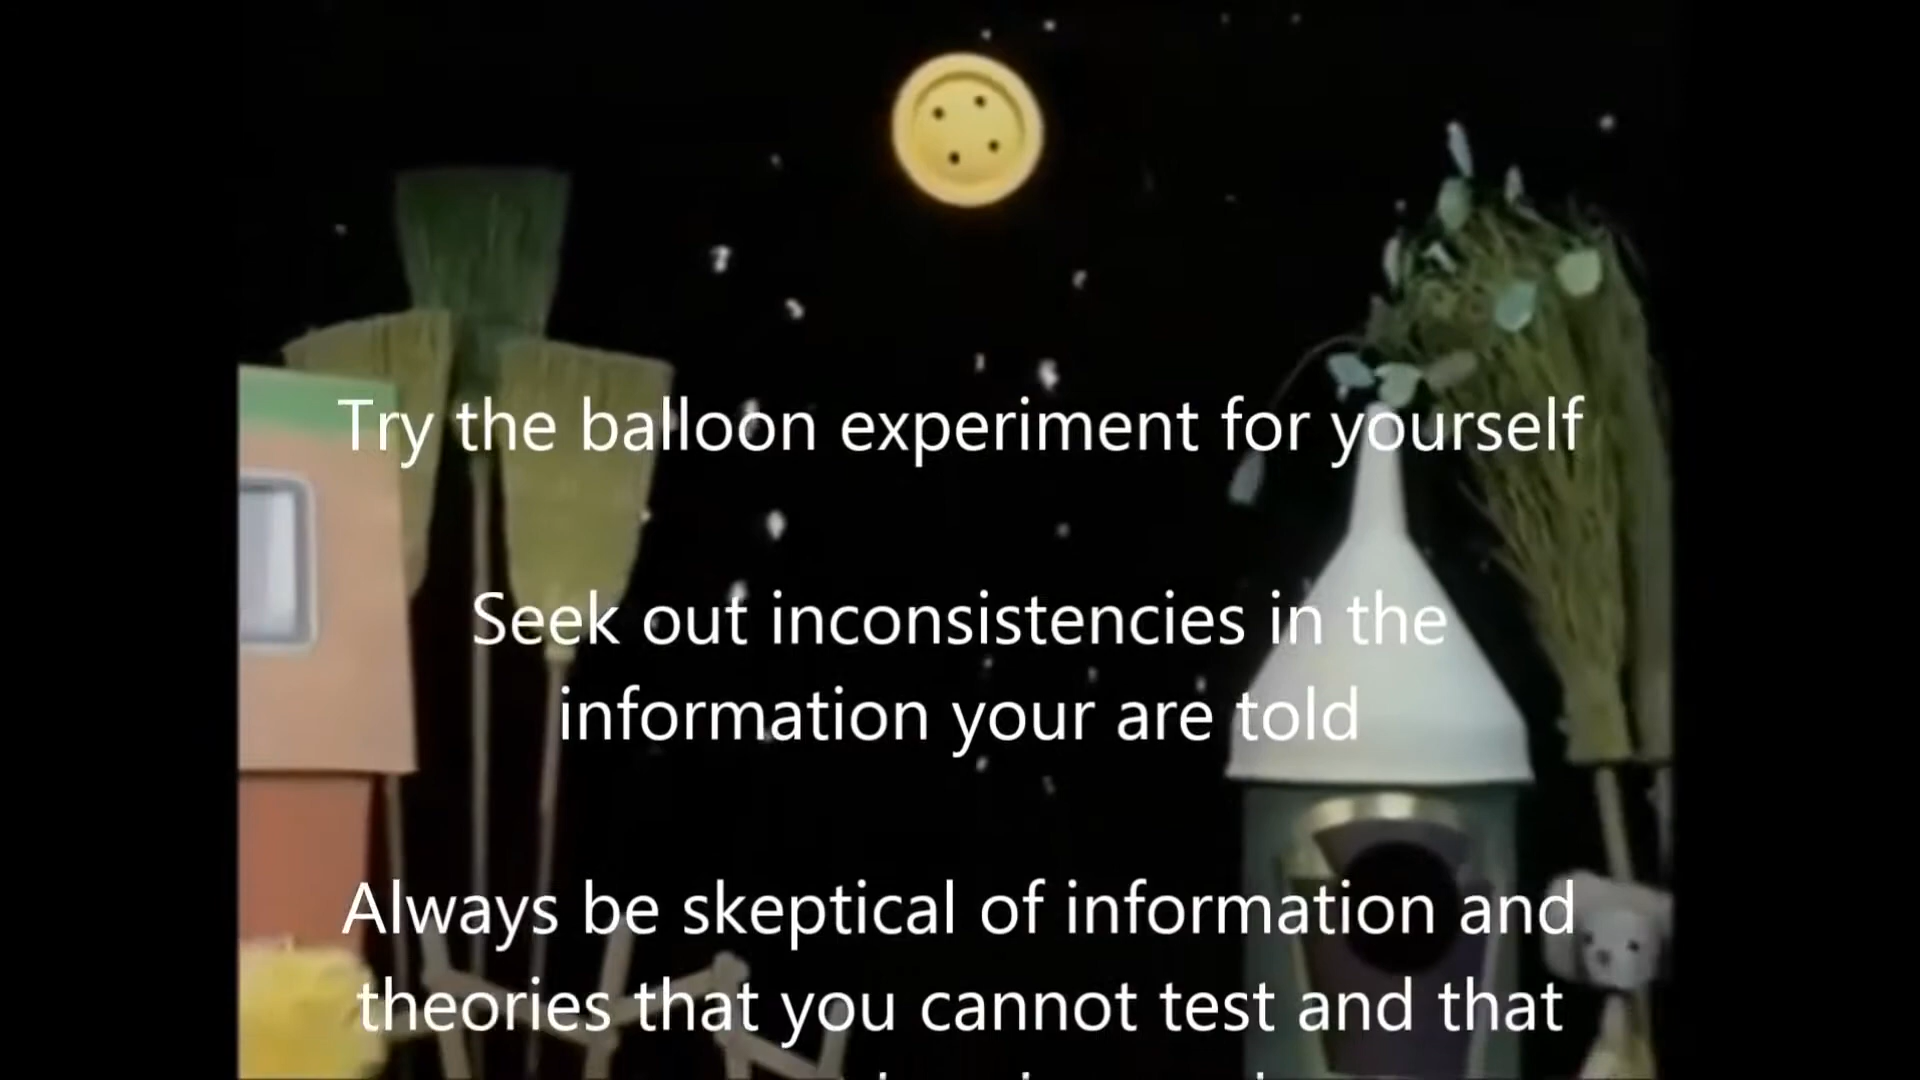 Try the balloon experiment for yourself
Seek out inconsistencies in the
information your are told
Always be skeptical of information and
theories that you cannot test and that